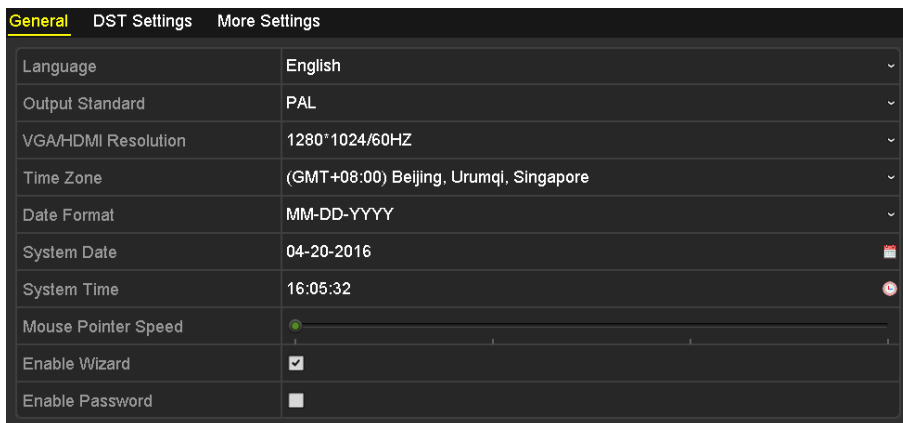 General DST Settings More Settings
Language English
Output Standard PAL
VGA/HDMI Resolution 1280*1024/60HZ
Time Zone (GMT+08:00) Beijing, Urumqi, Singapore
Date Format MM-DD-YYYY
System Date 04-20-2016
System Time 16:05:32
Mouse Pointer Speed
Enable Wizard
Enable Password